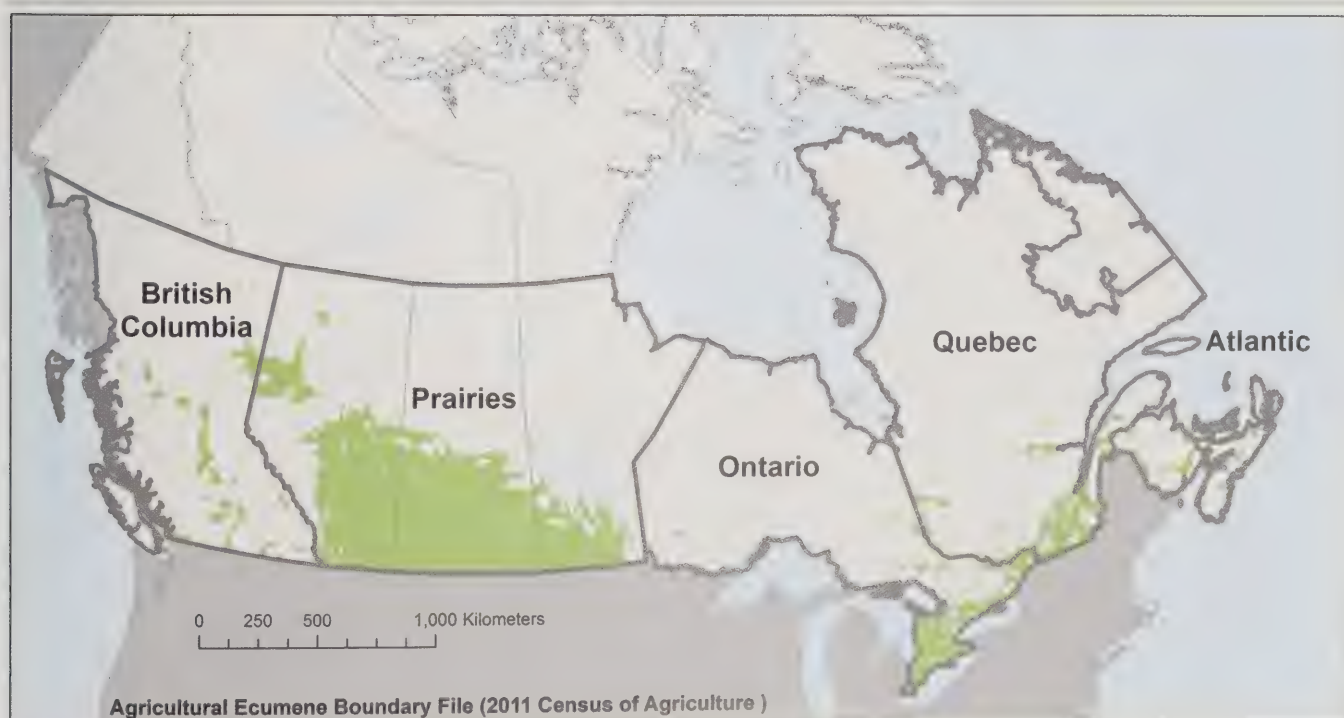 British
Columbia
Prairies
Ontario
Quebec
Atlantic
0 250 500 1,000 Kilometers
Agricultural Ecumene Boundary File (2011 Census of Agriculture )